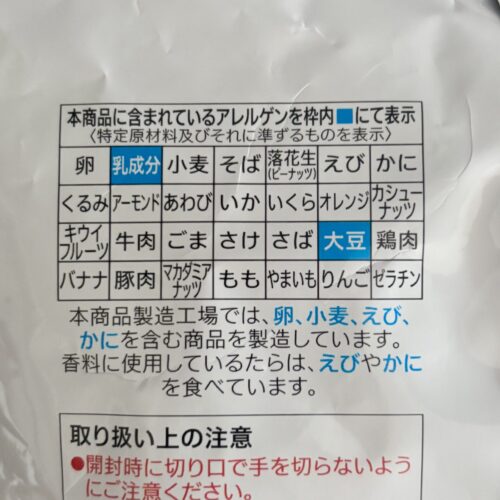 本商品に含まれているアレルゲンを枠内■にて表示
〈特定原材料及びそれに準ずるものを表示〉
卵 乳成分 小麦 そば 落花生(ピーナッツ) えび かに
くるみ アーモンド あわび いか いくら オレンジ カシューナッツ
キウイフルーツ 牛肉 ごま さけ さば 大豆 鶏肉
バナナ 豚肉 マカダミアナッツ もも やまいも りんご ゼラチン
本商品製造工場では、卵、小麦、えび、
かにを含む商品を製造しています。
香料に使用しているたらは、えびやかに
を食べています。
取り扱い上の注意
●開封時に切り口で手を切らないよう
にご注意ください。